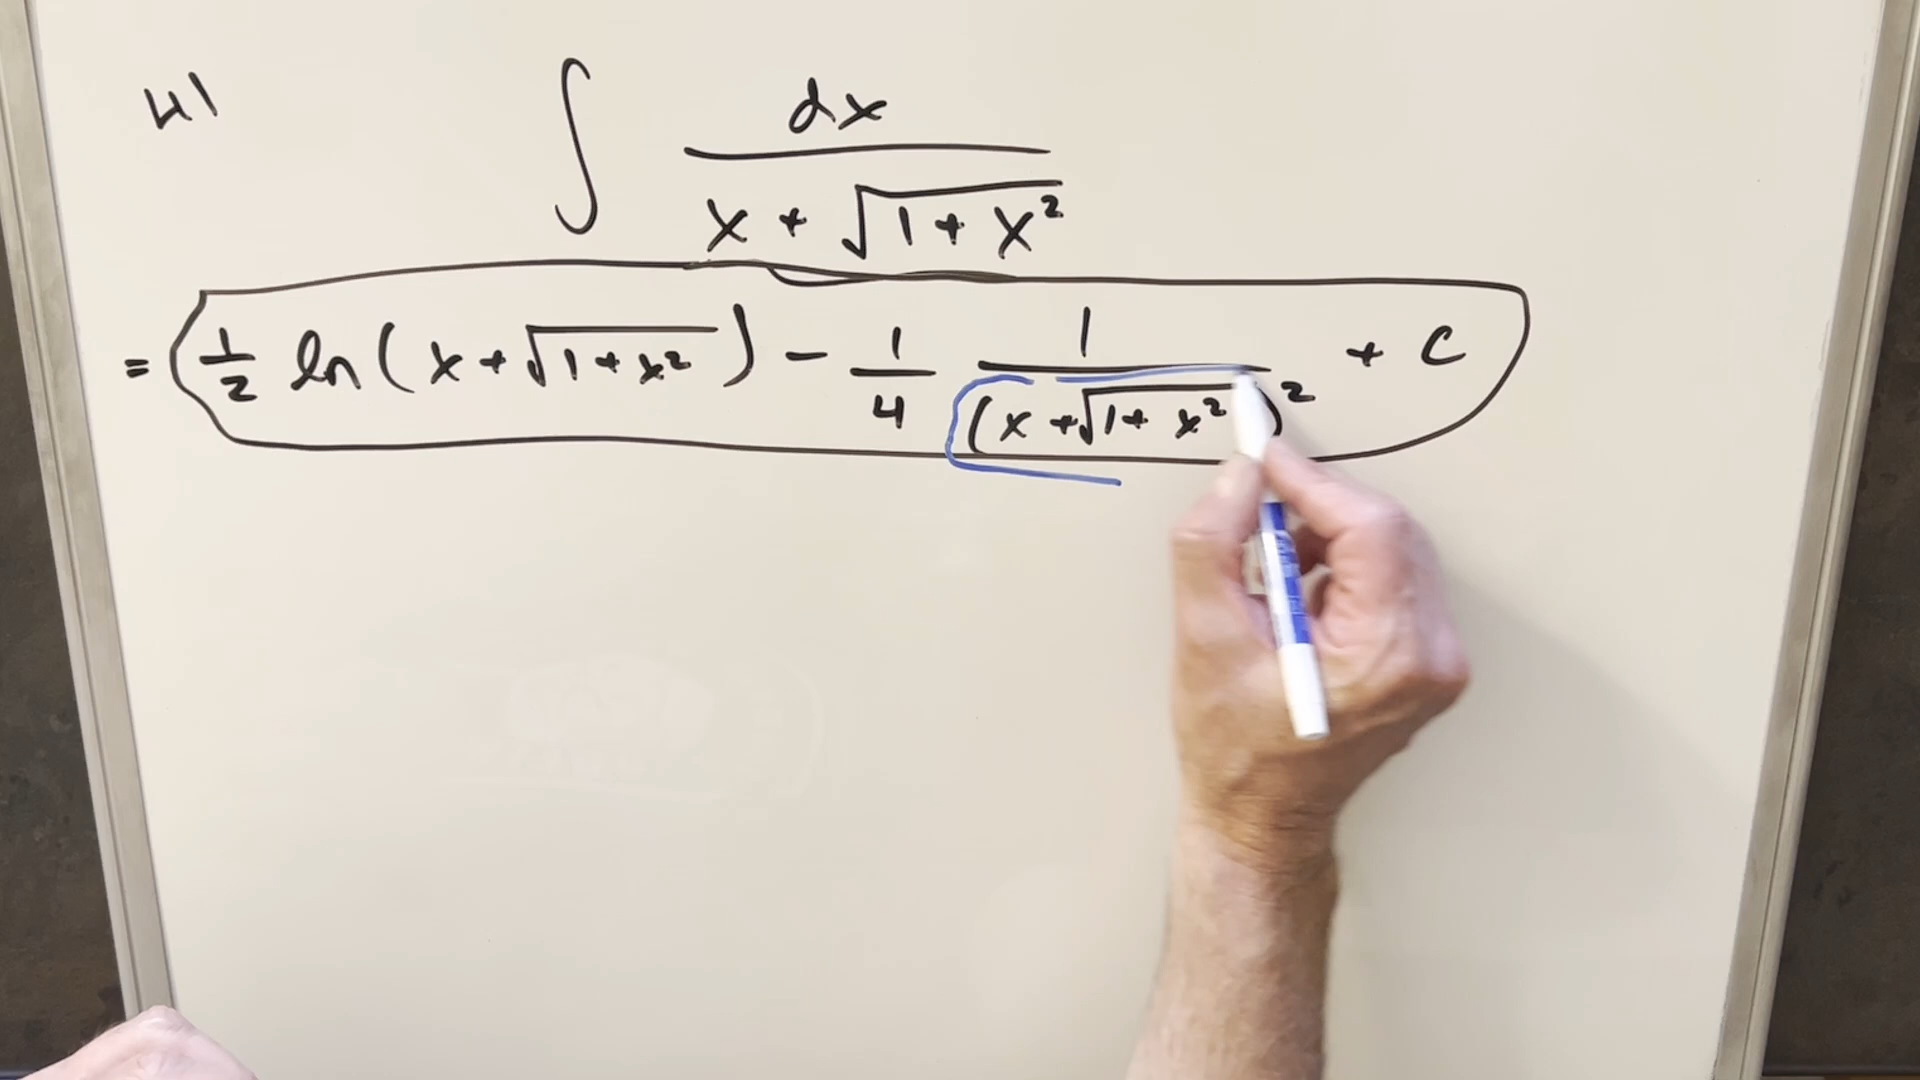 41) ∫ dx / (x + √(1 + x²))
= 1/2 ln(x + √(1 + x²)) - 1/4 1/(x + √(1 + x²))² + C